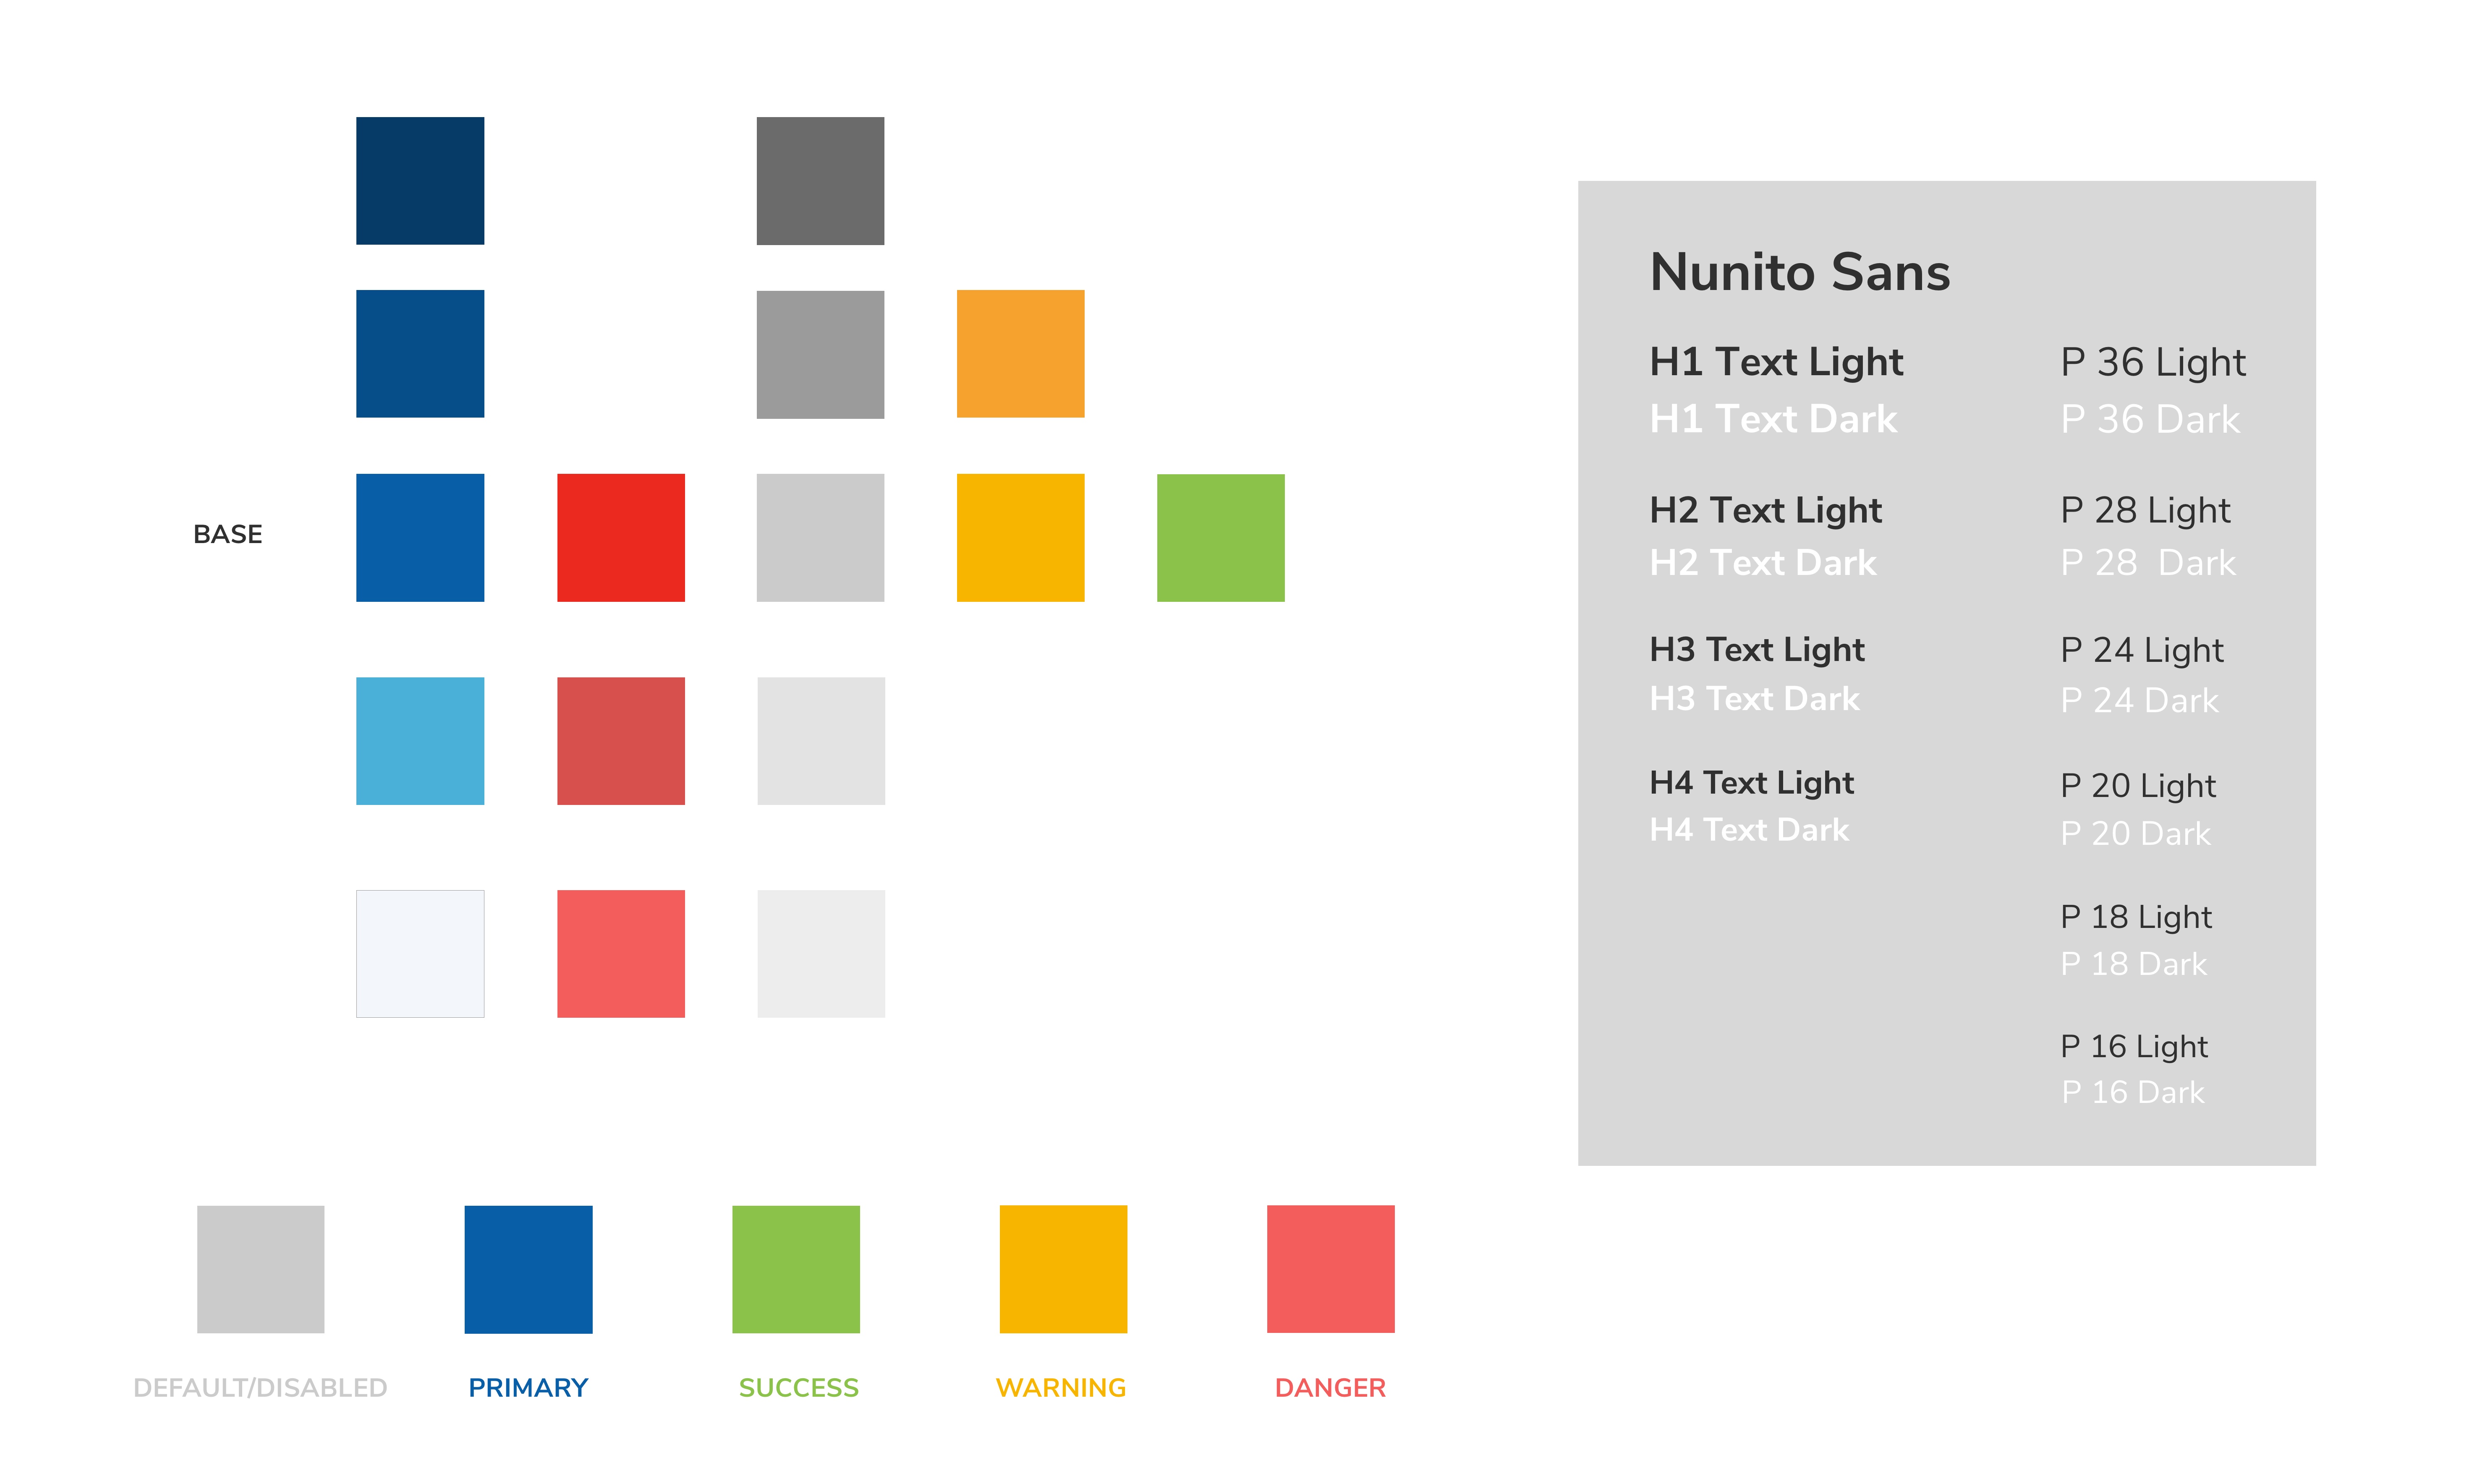 BASE
DEFAULT/DISABLED
PRIMARY
SUCCESS
WARNING
DANGER
Nunito Sans
H1 Text Light
H1 Text Dark
H2 Text Light
H2 Text Dark
H3 Text Light
H3 Text Dark
H4 Text Light
H4 Text Dark
P 36 Light
P 36 Dark
P 28 Light
P 28  Dark
P 24 Light
P 24 Dark
P 20 Light
P 20 Dark
P 18 Light
P 18 Dark
P 16 Light
P 16 Dark